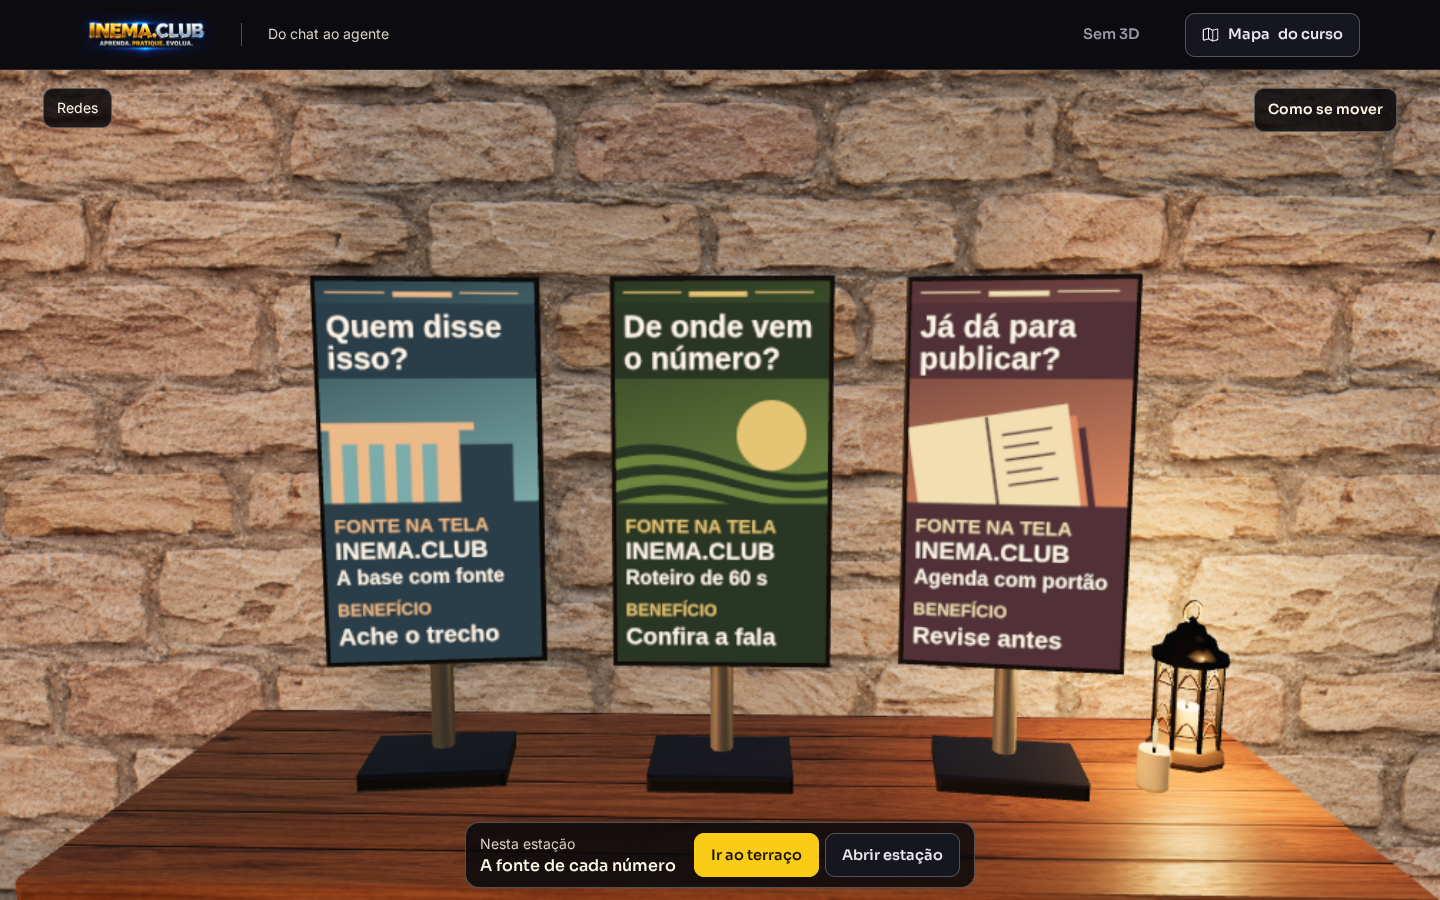 INEMA.CLUB
APRENDA. PRATIQUE. EVOLUA.
Do chat ao agente
Sem 3D
Mapa do curso
Redes
Como se mover
Quem disse
isso?
FONTE NA TELA
INEMA.CLUB
A base com fonte
BENEFÍCIO
Ache o trecho
De onde vem
o número?
FONTE NA TELA
INEMA.CLUB
Roteiro de 60 s
BENEFÍCIO
Confira a fala
Já dá para
publicar?
FONTE NA TELA
INEMA.CLUB
Agenda com portão
BENEFÍCIO
Revise antes
Nesta estação
A fonte de cada número
Ir ao terraço
Abrir estação